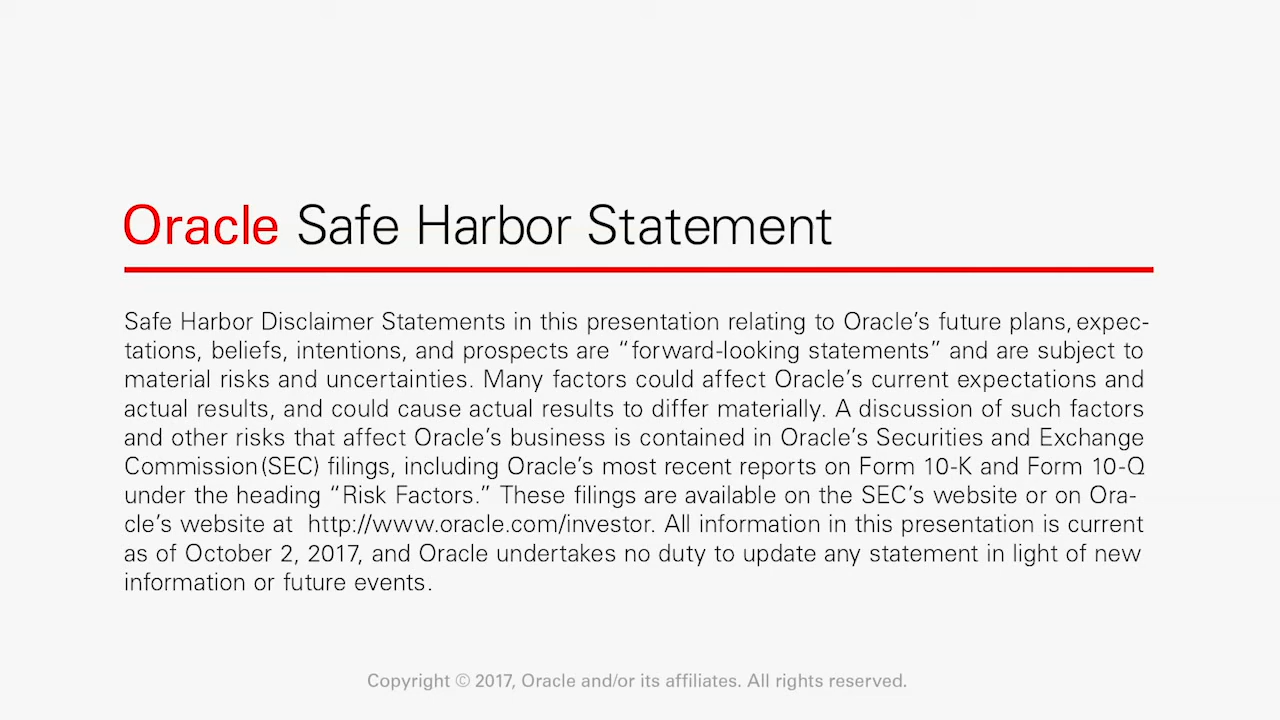 Oracle Safe Harbor Statement
Safe Harbor Disclaimer Statements in this presentation relating to Oracle’s future plans, expec-
tations, beliefs, intentions, and prospects are “forward-looking statements” and are subject to
material risks and uncertainties. Many factors could affect Oracle’s current expectations and
actual results, and could cause actual results to differ materially. A discussion of such factors
and other risks that affect Oracle’s business is contained in Oracle’s Securities and Exchange
Commission (SEC) filings, including Oracle’s most recent reports on Form 10-K and Form 10-Q
under the heading “Risk Factors.” These filings are available on the SEC’s website or on Ora-
cle’s website at http://www.oracle.com/investor. All information in this presentation is current
as of October 2, 2017, and Oracle undertakes no duty to update any statement in light of new
information or future events.
Copyright © 2017, Oracle and/or its affiliates. All rights reserved.